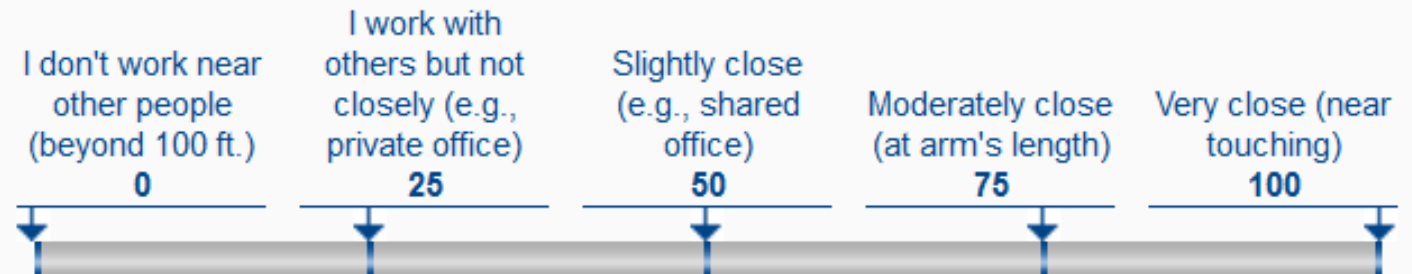 I don't work near
other people
(beyond 100 ft.)
0
I work with
others but not
closely (e.g.,
private office)
25
Slightly close
(e.g., shared
office)
50
Moderately close
(at arm's length)
75
Very close (near
touching)
100